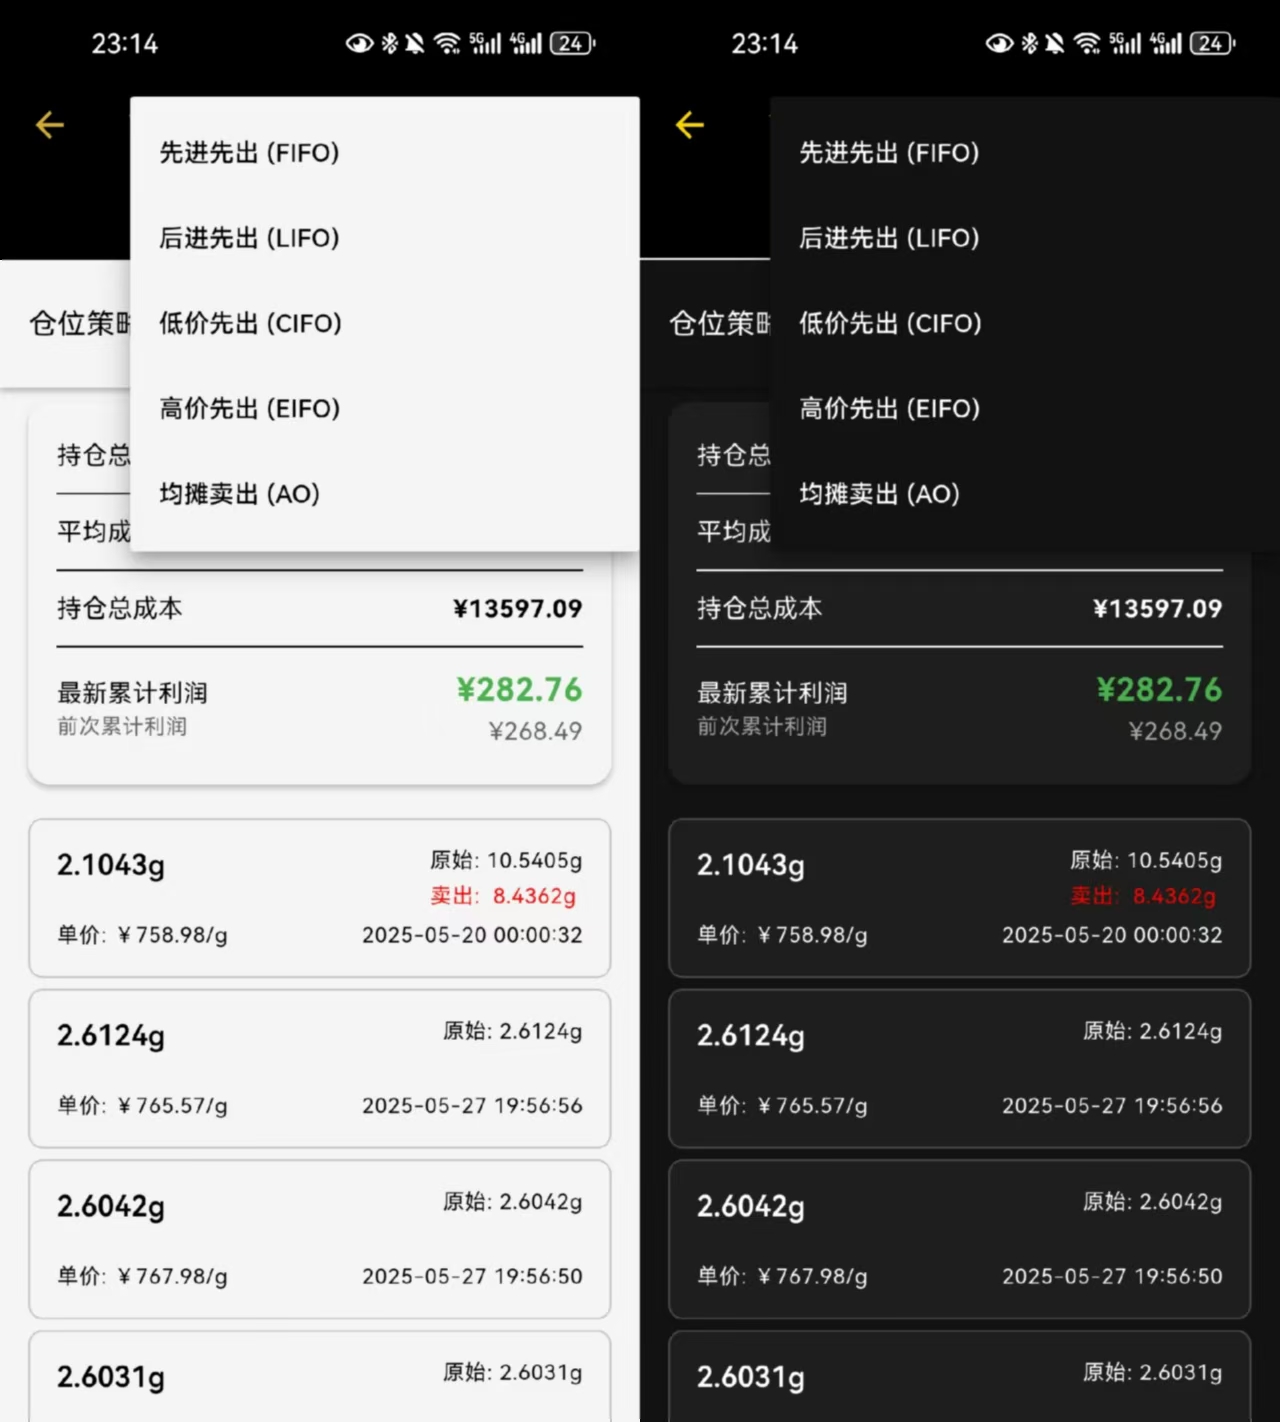 23:14
5G
4G
24
先进先出 (FIFO)
后进先出 (LIFO)
仓位策
低价先出 (CIFO)
高价先出 (EIFO)
持仓总
均摊卖出 (AO)
平均成
持仓总成本
¥13597.09
最新累计利润
¥282.76
前次累计利润
¥268.49
2.1043g
原始: 10.5405g
卖出: 8.4362g
单价: ¥758.98/g
2025-05-20 00:00:32
2.6124g
原始: 2.6124g
单价: ¥765.57/g
2025-05-27 19:56:56
2.6042g
原始: 2.6042g
单价: ¥767.98/g
2025-05-27 19:56:50
2.6031g
原始: 2.6031g
23:14
5G
4G
24
先进先出 (FIFO)
后进先出 (LIFO)
仓位策
低价先出 (CIFO)
高价先出 (EIFO)
持仓总
均摊卖出 (AO)
平均成
持仓总成本
¥13597.09
最新累计利润
¥282.76
前次累计利润
¥268.49
2.1043g
原始: 10.5405g
卖出: 8.4362g
单价: ¥758.98/g
2025-05-20 00:00:32
2.6124g
原始: 2.6124g
单价: ¥765.57/g
2025-05-27 19:56:56
2.6042g
原始: 2.6042g
单价: ¥767.98/g
2025-05-27 19:56:50
2.6031g
原始: 2.6031g